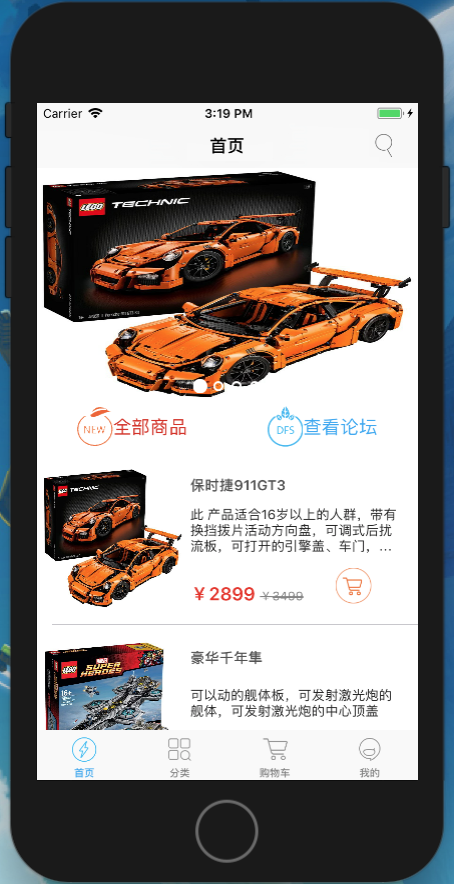 Carrier
3:19 PM
首页
LEGO TECHNIC
NEW 全部商品
DFS 查看论坛
LEGO TECHNIC
保时捷911GT3
此 产品适合16岁以上的人群，带有
换挡拨片活动方向盘，可调式后扰
流板，可打开的引擎盖、车门，...
￥2899 ￥3499
LEGO
MARVEL
SUPER
HEROES
16+
豪华千年隼
可以动的舰体板，可发射激光炮的
舰体，可发射激光炮的中心顶盖
首页
分类
购物车
我的